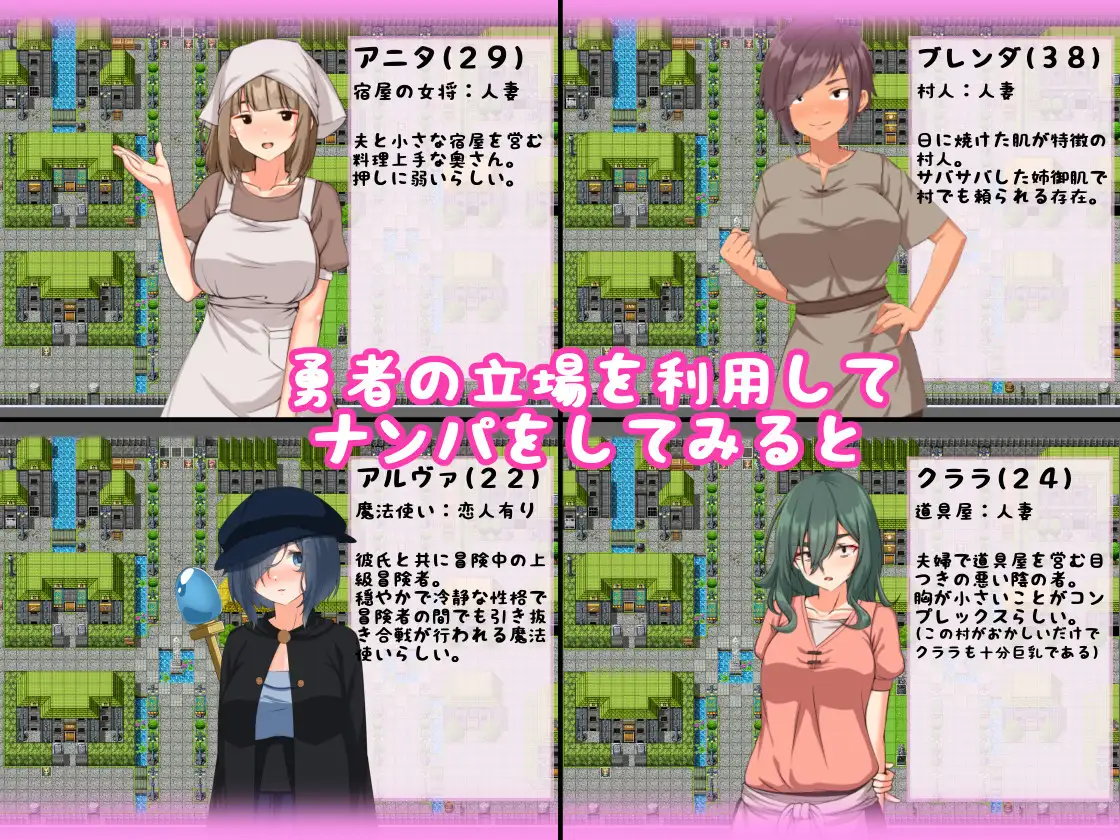 アニタ(２９)
宿屋の女将：人妻
夫と小さな宿屋を営む
料理上手な奥さん。
押しに弱いらしい。
ブレンダ(３８)
村人：人妻
日に焼けた肌が特徴の
村人。
サバサバした姉御肌で
村でも頼られる存在。
勇者の立場を利用して
ナンパをしてみると
アルヴァ(２２)
魔法使い：恋人有り
彼氏と共に冒険中の上
級冒険者。
穏やかで冷静な性格で
冒険者の間でも引き抜
き合戦が行われる魔法
使いらしい。
クララ(２４)
道具屋：人妻
夫婦で道具屋を営む目
つきの悪い陰の者。
胸が小さいことがコン
プレックスらしい。
(この村がおかしいだけで
クララも十分巨乳である)